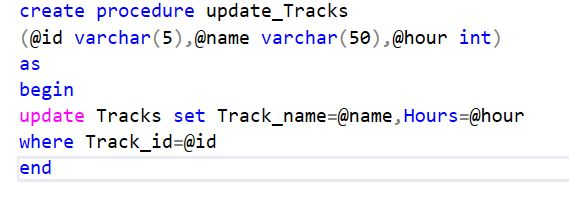 create procedure update_Tracks
(@id varchar(5),@name varchar(50),@hour int)
as
begin
update Tracks set Track_name=@name,Hours=@hour
where Track_id=@id
end